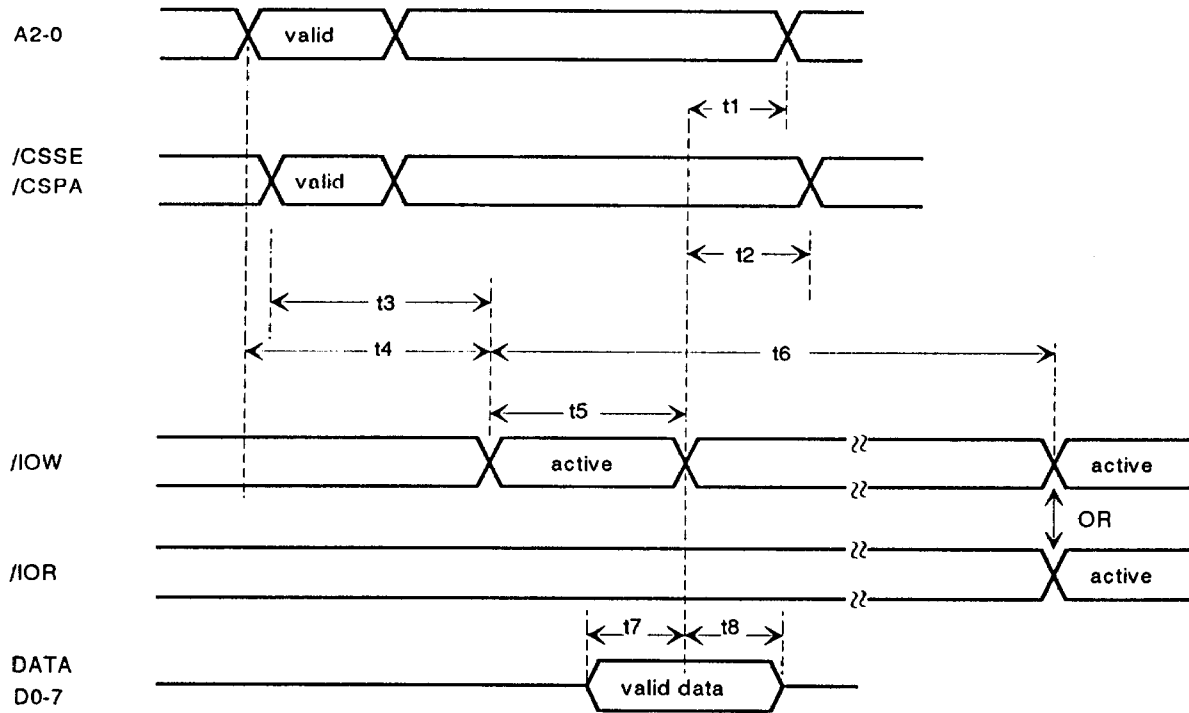 A2-0
valid
t1
/CSSE
/CSPA
valid
t2
t3
t4
t6
t5
/IOW
active
active
OR
/IOR
active
t7
t8
DATA
D0-7
valid data